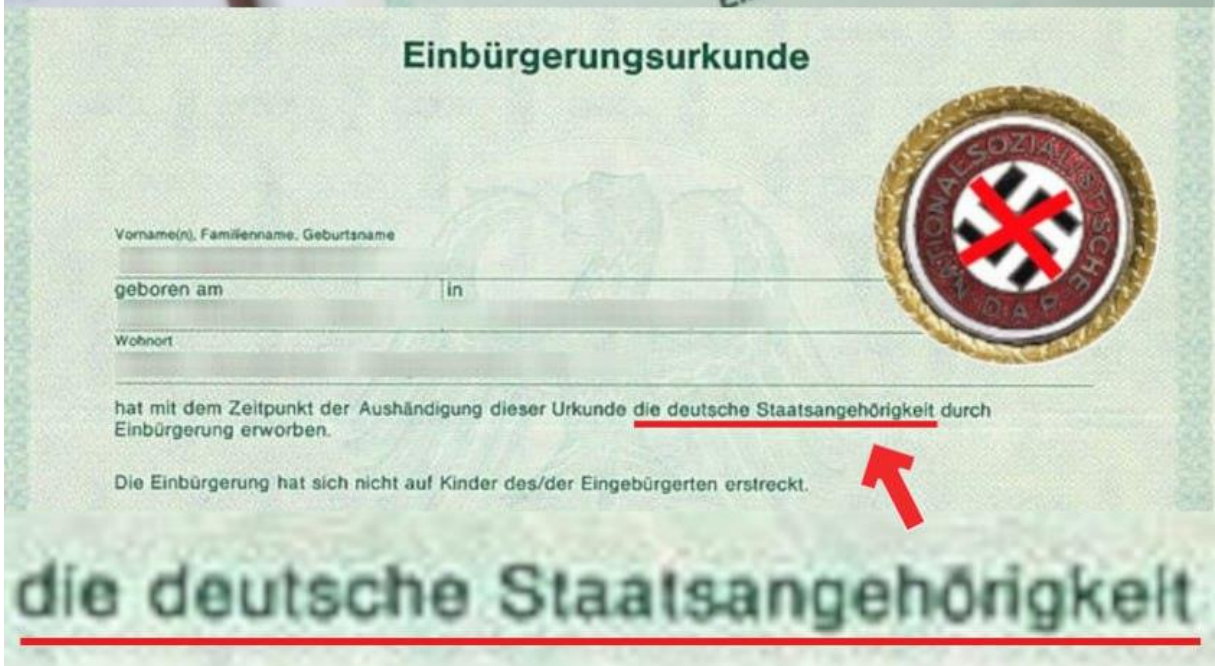 Einbürgerungsurkunde
NATIONALSOZIALISTISCHE D.A.P.
Vorname(n), Familienname, Geburtsname
geboren am in
Wohnort
hat mit dem Zeitpunkt der Aushändigung dieser Urkunde die deutsche Staatsangehörigkeit durch
Einbürgerung erworben.
Die Einbürgerung hat sich nicht auf Kinder des/der Eingebürgerten erstreckt.
die deutsche Staatsangehörigkeit